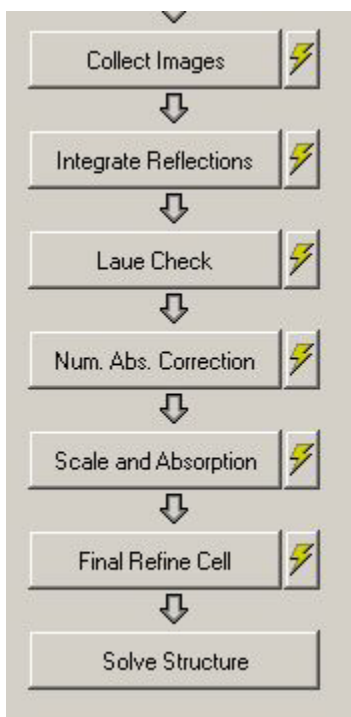 Collect Images
Integrate Reflections
Laue Check
Num. Abs. Correction
Scale and Absorption
Final Refine Cell
Solve Structure